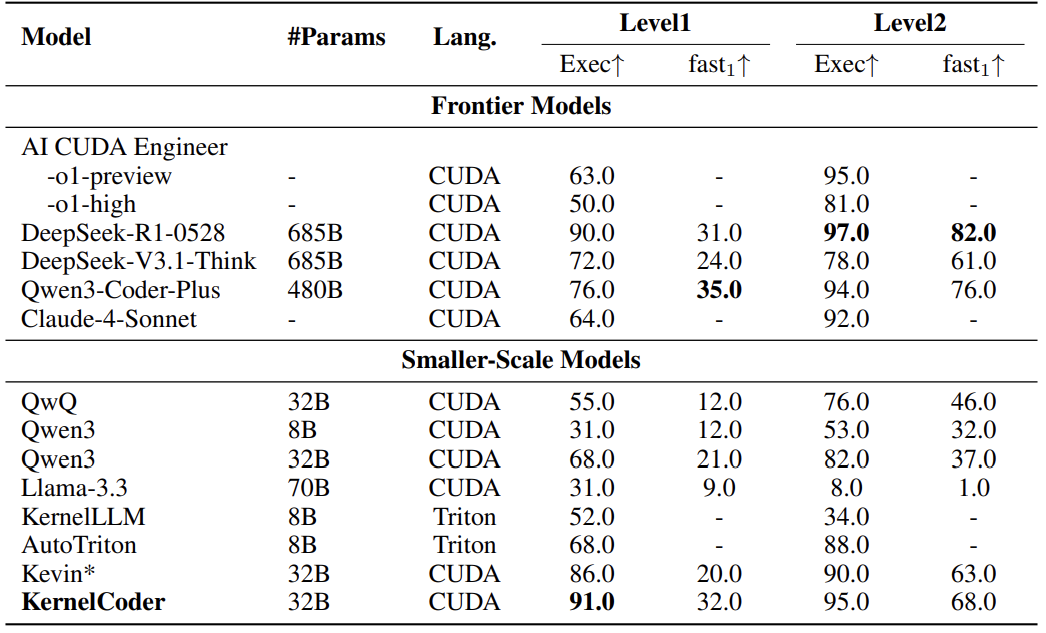 Model #Params Lang. Level1 Level2
Exec↑ fast₁↑ Exec↑ fast₁↑
Frontier Models
AI CUDA Engineer
-o1-preview - CUDA 63.0 - 95.0 -
-o1-high - CUDA 50.0 - 81.0 -
DeepSeek-R1-0528 685B CUDA 90.0 31.0 97.0 82.0
DeepSeek-V3.1-Think 685B CUDA 72.0 24.0 78.0 61.0
Qwen3-Coder-Plus 480B CUDA 76.0 35.0 94.0 76.0
Claude-4-Sonnet - CUDA 64.0 - 92.0 -
Smaller-Scale Models
QwQ 32B CUDA 55.0 12.0 76.0 46.0
Qwen3 8B CUDA 31.0 12.0 53.0 32.0
Qwen3 32B CUDA 68.0 21.0 82.0 37.0
Llama-3.3 70B CUDA 31.0 9.0 8.0 1.0
KernelLLM 8B Triton 52.0 - 34.0 -
AutoTriton 8B Triton 68.0 - 88.0 -
Kevin* 32B CUDA 86.0 20.0 90.0 63.0
KernelCoder 32B CUDA 91.0 32.0 95.0 68.0